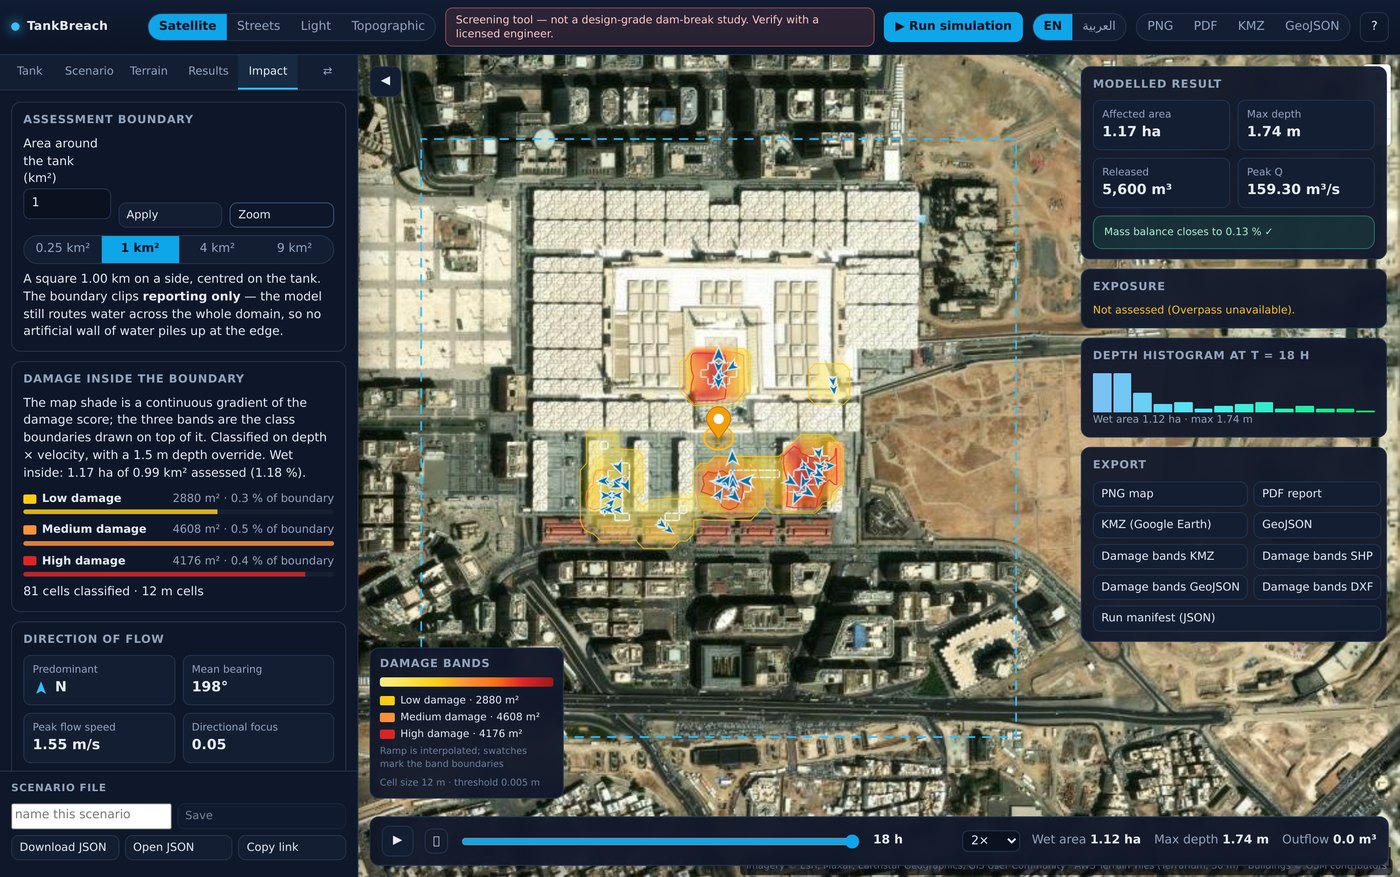 TankBreach
Satellite
Streets
Light
Topographic
Screening tool — not a design-grade dam-break study. Verify with a
licensed engineer.
▶ Run simulation
EN
العربية
PNG
PDF
KMZ
GeoJSON
?
Tank
Scenario
Terrain
Results
Impact
⇄
ASSESSMENT BOUNDARY
Area around
the tank
(km²)
1
Apply
Zoom
0.25 km²
1 km²
4 km²
9 km²
A square 1.00 km on a side, centred on the tank.
The boundary clips reporting only — the model
still routes water across the whole domain, so no
artificial wall of water piles up at the edge.
DAMAGE INSIDE THE BOUNDARY
The map shade is a continuous gradient of the
damage score; the three bands are the class
boundaries drawn on top of it. Classified on depth
× velocity, with a 1.5 m depth override. Wet
inside: 1.17 ha of 0.99 km² assessed (1.18 %).
Low damage 2880 m² · 0.3 % of boundary
Medium damage 4608 m² · 0.5 % of boundary
High damage 4176 m² · 0.4 % of boundary
81 cells classified · 12 m cells
DIRECTION OF FLOW
Predominant
N
Mean bearing
198°
Peak flow speed
1.55 m/s
Directional focus
0.05
SCENARIO FILE
name this scenario
Save
Download JSON
Open JSON
Copy link
◀
DAMAGE BANDS
Low damage · 2880 m²
Medium damage · 4608 m²
High damage · 4176 m²
Ramp is interpolated; swatches
mark the band boundaries
Cell size 12 m · threshold 0.005 m
MODELLED RESULT
Affected area
1.17 ha
Max depth
1.74 m
Released
5,600 m³
Peak Q
159.30 m³/s
Mass balance closes to 0.13 % ✓
EXPOSURE
Not assessed (Overpass unavailable).
DEPTH HISTOGRAM AT T = 18 H
Wet area 1.12 ha · max 1.74 m
EXPORT
PNG map
PDF report
KMZ (Google Earth)
GeoJSON
Damage bands KMZ
Damage bands SHP
Damage bands GeoJSON
Damage bands DXF
Run manifest (JSON)
▶
18 h
2×
Wet area 1.12 ha
Max depth 1.74 m
Outflow 0.0 m³